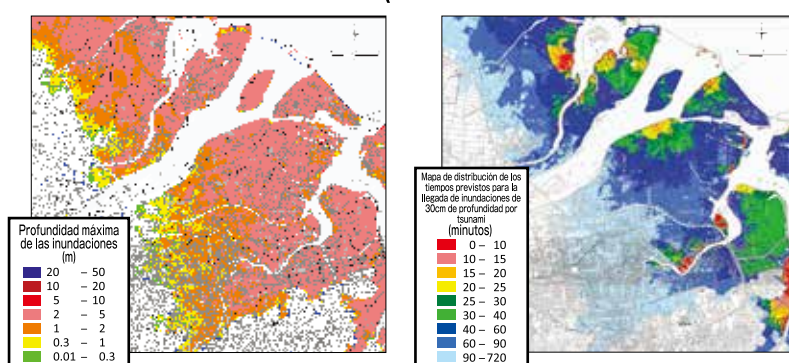 Profundidad máxima
de las inundaciones
(m)
20 – 50
10 – 20
5 – 10
2 – 5
1 – 2
0.3 – 1
0.01 – 0.3
Mapa de distribución de los
tiempos previstos para la
llegada de inundaciones de
30cm de profundidad por
tsunami
(minutos)
0 – 10
10 – 15
15 – 20
20 – 25
25 – 30
30 – 40
40 – 60
60 – 90
90 – 720